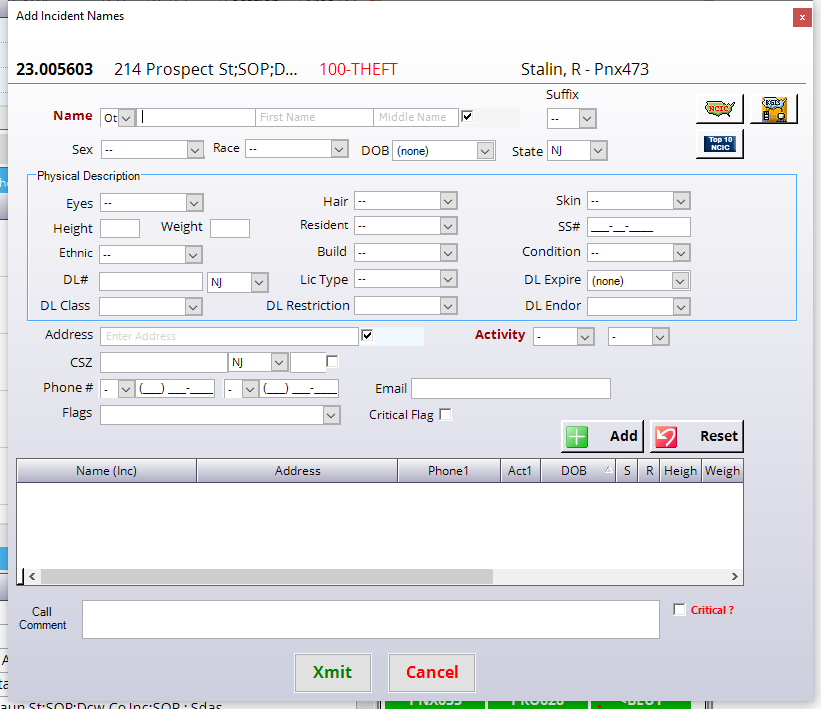 Add Incident Names
x
23.005603 214 Prospect St;SOP;D... 100-THEFT Stalin, R - Pnx473
Suffix
Name Ot First Name Middle Name --
NCIC
KGIS
Top 10
NCIC
Sex -- Race -- DOB (none) State NJ
Physical Description
Eyes -- Hair -- Skin --
Height Weight Resident -- SS# ___-__-____
Ethnic -- Build -- Condition --
DL# NJ Lic Type -- DL Expire (none)
DL Class DL Restriction DL Endor
Address Enter Address Activity - -
CSZ NJ
Phone # - (___) ___-____ - (___) ___-____ Email
Flags Critical Flag
Add Reset
Name (Inc) Address Phone1 Act1 DOB S R Heigh Weigh
Call
Comment
Critical ?
Xmit Cancel